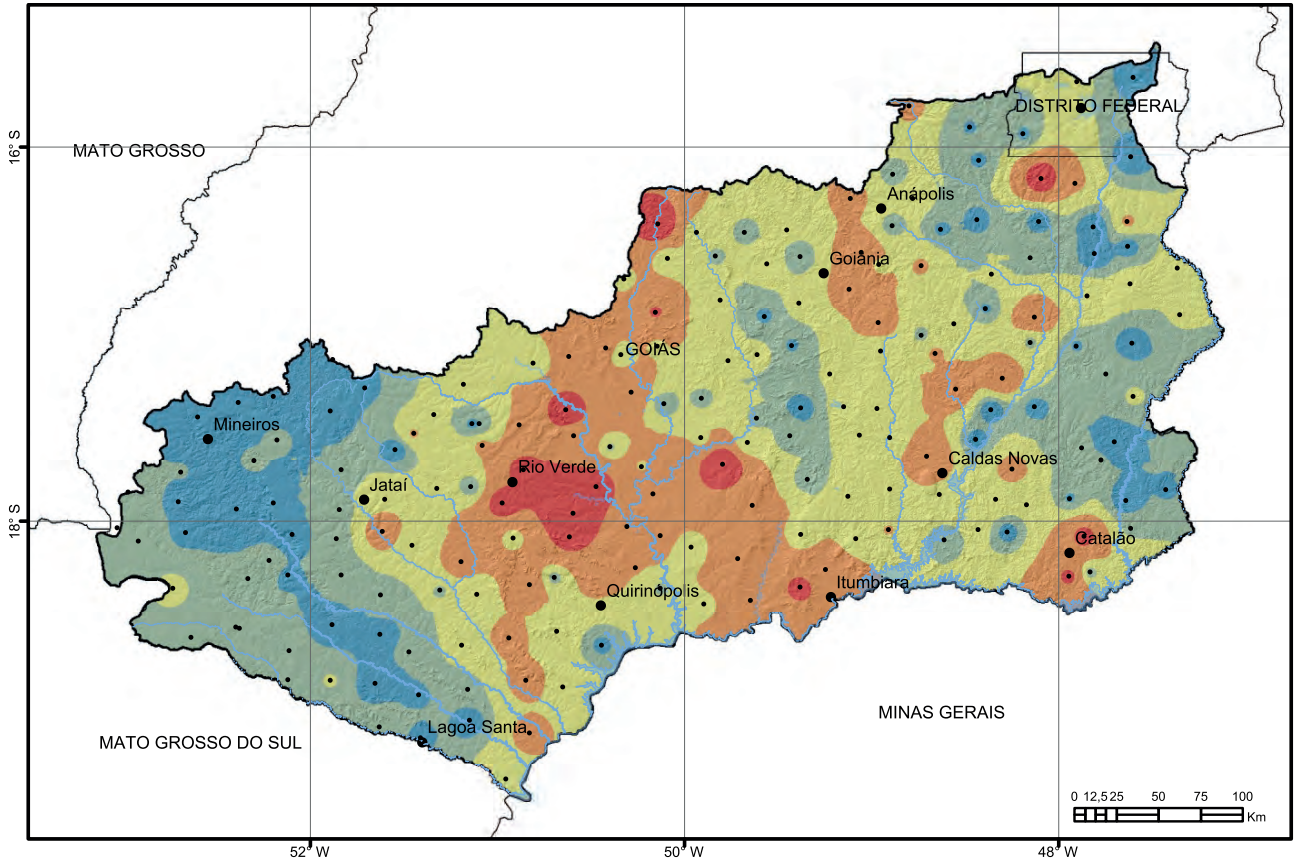 DISTRITO FEDERAL
MATO GROSSO
16° S
Anápolis
Goiânia
GOIÁS
Mineiros
Caldas Novas
Rio Verde
Jataí
18° S
Catalão
Itumbiara
Quirinópolis
MINAS GERAIS
Lagoa Santa
MATO GROSSO DO SUL
0 12,5 25 50 75 100
Km
52° W 50° W 48° W